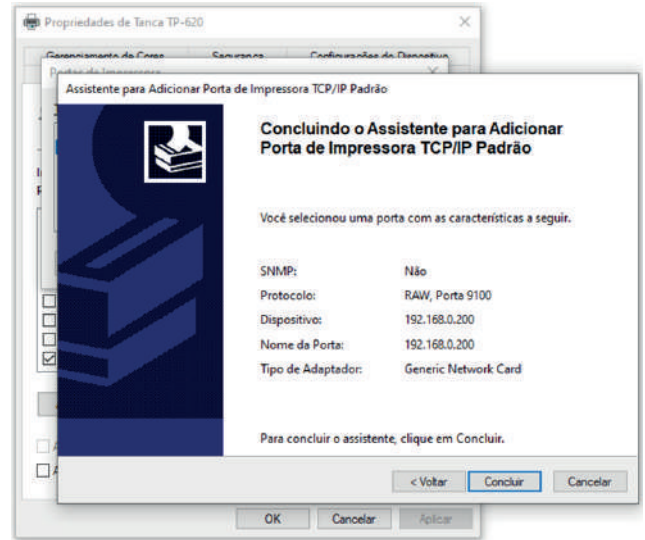 Propriedades de Tanca TP-620
Gerenciamento de Cores Segurança Configurações do Dispositivo
Portas de Impressora
Assistente para Adicionar Porta de Impressora TCP/IP Padrão
Concluindo o Assistente para Adicionar
Porta de Impressora TCP/IP Padrão
Você selecionou uma porta com as características a seguir.
SNMP: Não
Protocolo: RAW, Porta 9100
Dispositivo: 192.168.0.200
Nome da Porta: 192.168.0.200
Tipo de Adaptador: Generic Network Card
Para concluir o assistente, clique em Concluir.
< Voltar Concluir Cancelar
OK Cancelar Aplicar